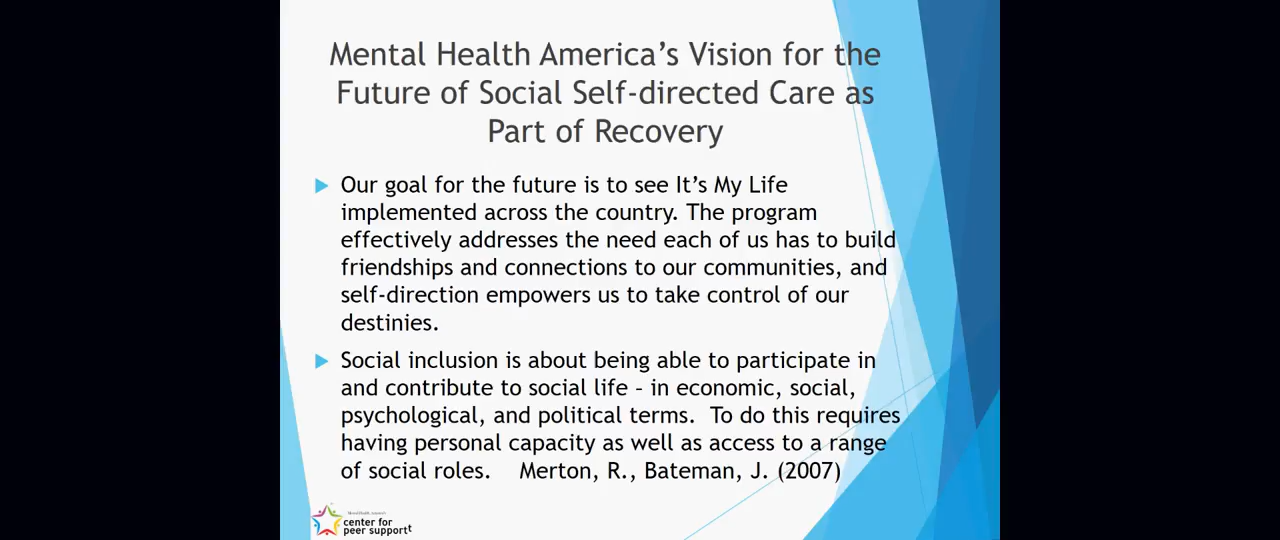 Mental Health America’s Vision for the
Future of Social Self-directed Care as
Part of Recovery
Our goal for the future is to see It’s My Life
implemented across the country. The program
effectively addresses the need each of us has to build
friendships and connections to our communities, and
self-direction empowers us to take control of our
destinies.
Social inclusion is about being able to participate in
and contribute to social life – in economic, social,
psychological, and political terms.  To do this requires
having personal capacity as well as access to a range
of social roles.    Merton, R., Bateman, J. (2007)
center for
peer support